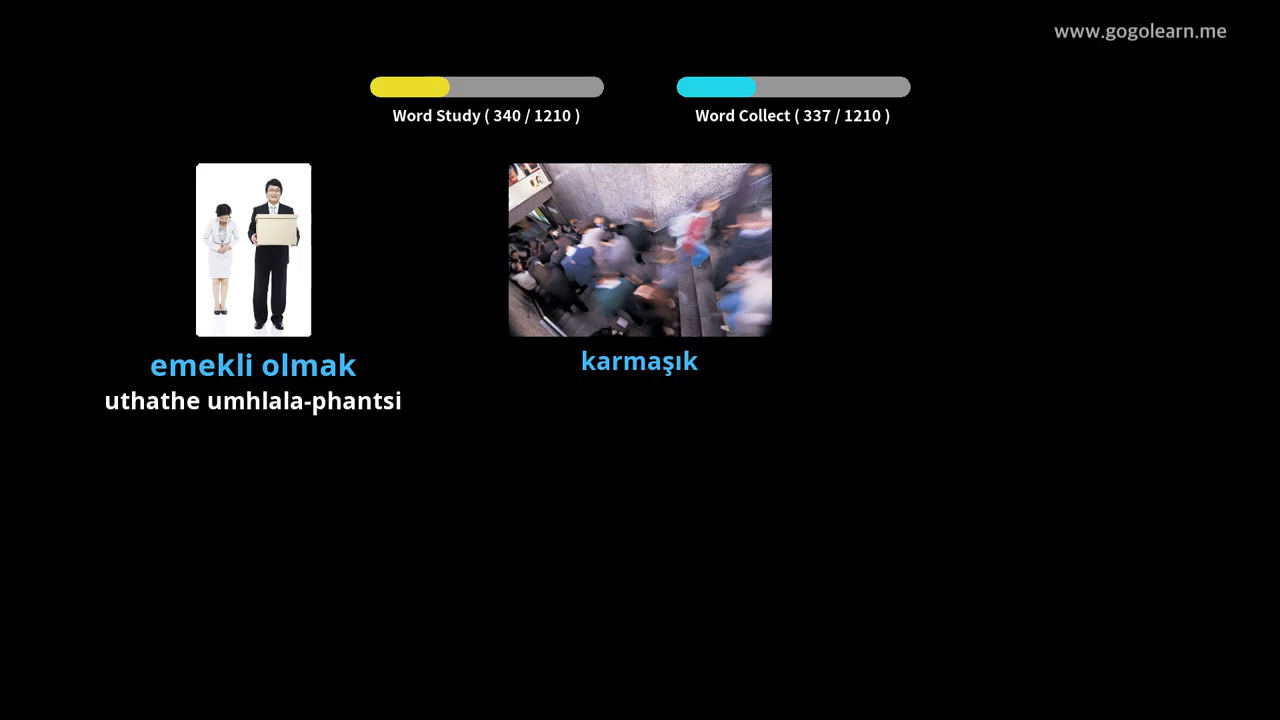 www.gogolearn.me
Word Study ( 340 / 1210 )
Word Collect ( 337 / 1210 )
emekli olmak
uthathe umhlala-phantsi
karmaşık